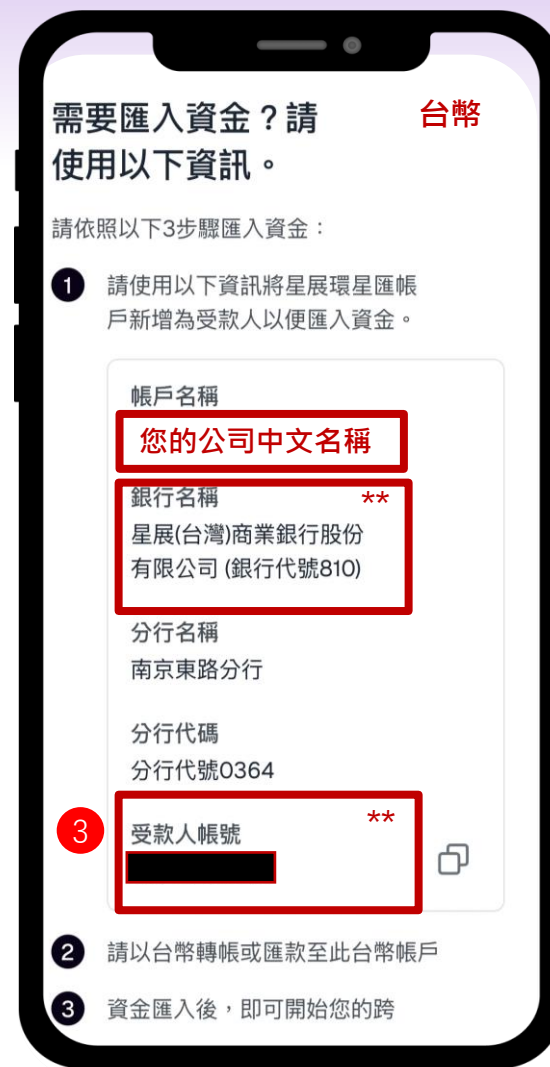 需要匯入資金？請
台幣
使用以下資訊。
請依照以下3步驟匯入資金：
1 請使用以下資訊將星展環星匯帳
戶新增為受款人以便匯入資金。
帳戶名稱
您的公司中文名稱
銀行名稱 **
星展(台灣)商業銀行股份
有限公司 (銀行代號810)
分行名稱
南京東路分行
分行代碼
分行代號0364
3 受款人帳號 **
2 請以台幣轉帳或匯款至此台幣帳戶
3 資金匯入後，即可開始您的跨